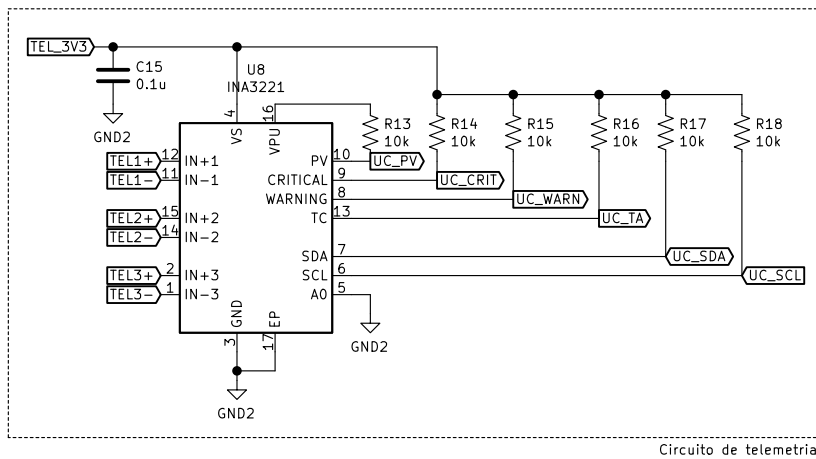 TEL_3V3
C15
0.1u
GND2
U8
INA3221
4
VS
16
VPU
R13
10k
R14
10k
R15
10k
R16
10k
R17
10k
R18
10k
TEL1+ 12 IN+1
TEL1- 11 IN-1
TEL2+ 15 IN+2
TEL2- 14 IN-2
TEL3+ 2 IN+3
TEL3- 1 IN-3
PV 10 UC_PV
CRITICAL 9 UC_CRIT
WARNING 8 UC_WARN
TC 13 UC_TA
SDA 7 UC_SDA
SCL 6 UC_SCL
A0 5
GND2
GND
3
EP
17
GND2
Circuito de telemetria